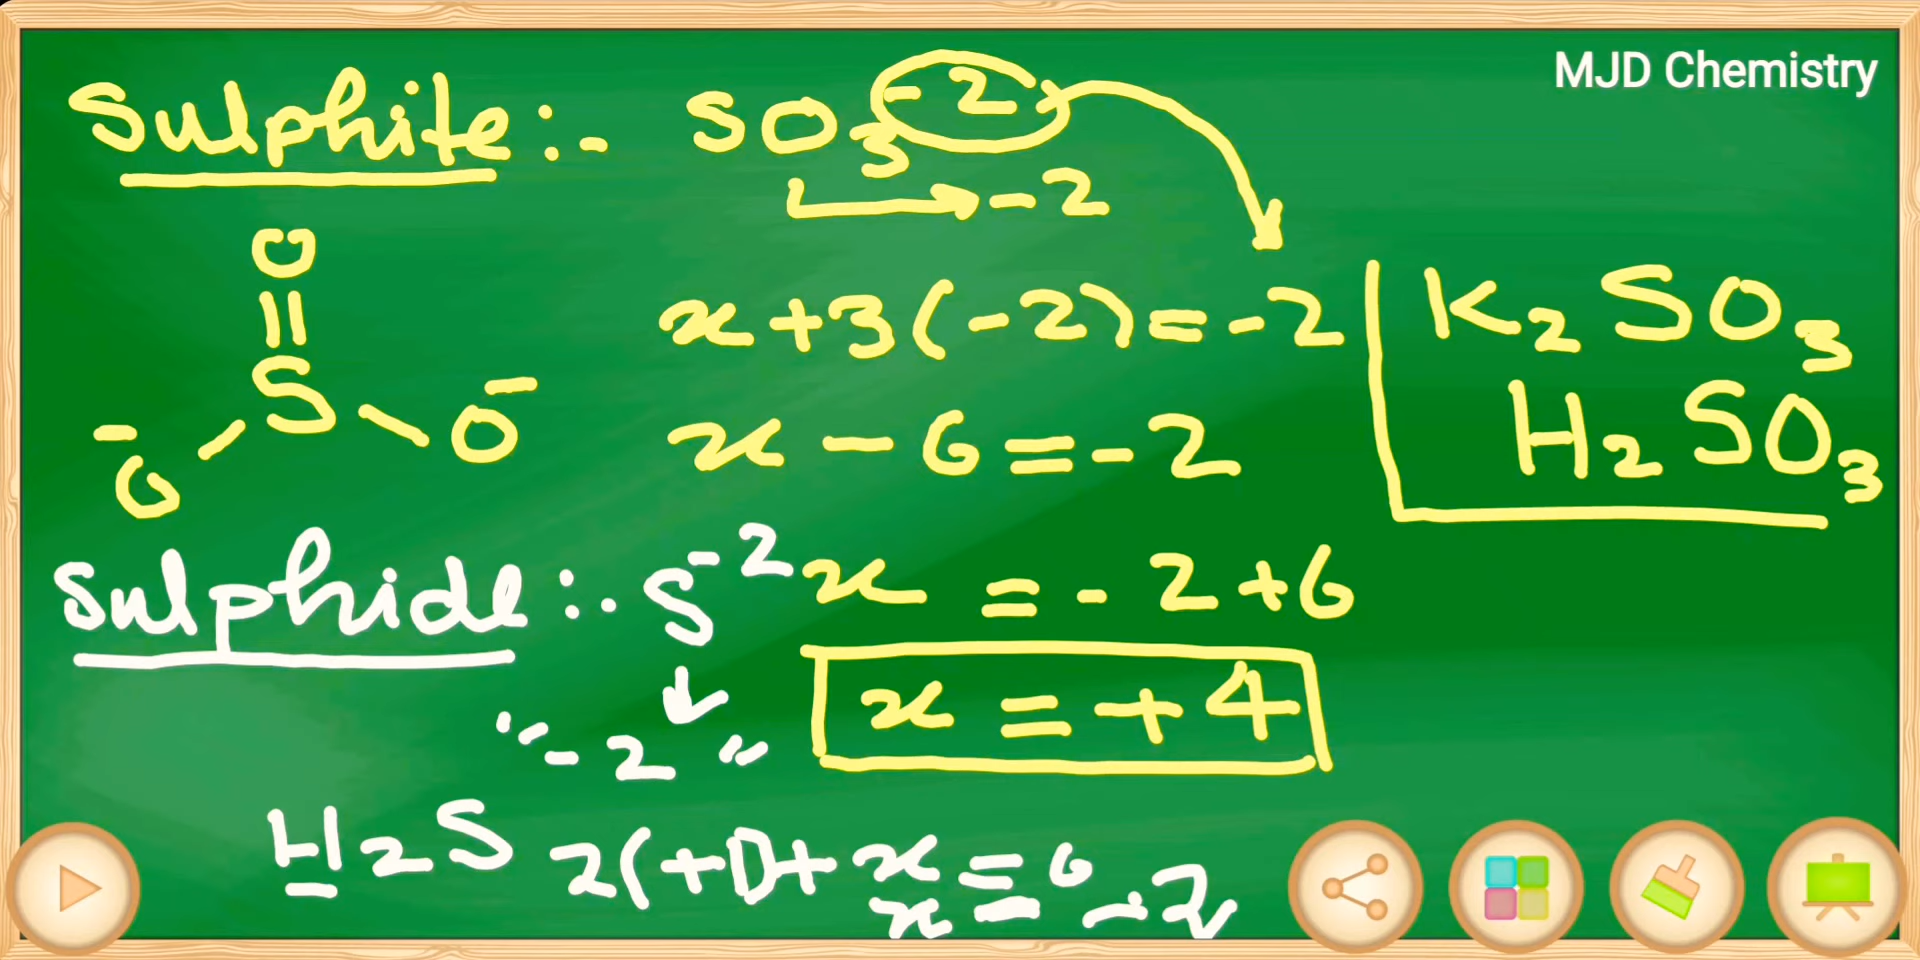 MJD Chemistry
Sulphite :- SO3-2
-2
O
||
S
-O O-
x+3(-2)=-2
x-6=-2
x = -2+6
x = +4
K2SO3
H2SO3
Sulphide :- S-2
"-2"
H2S 2(+1)+x=0
x=-2